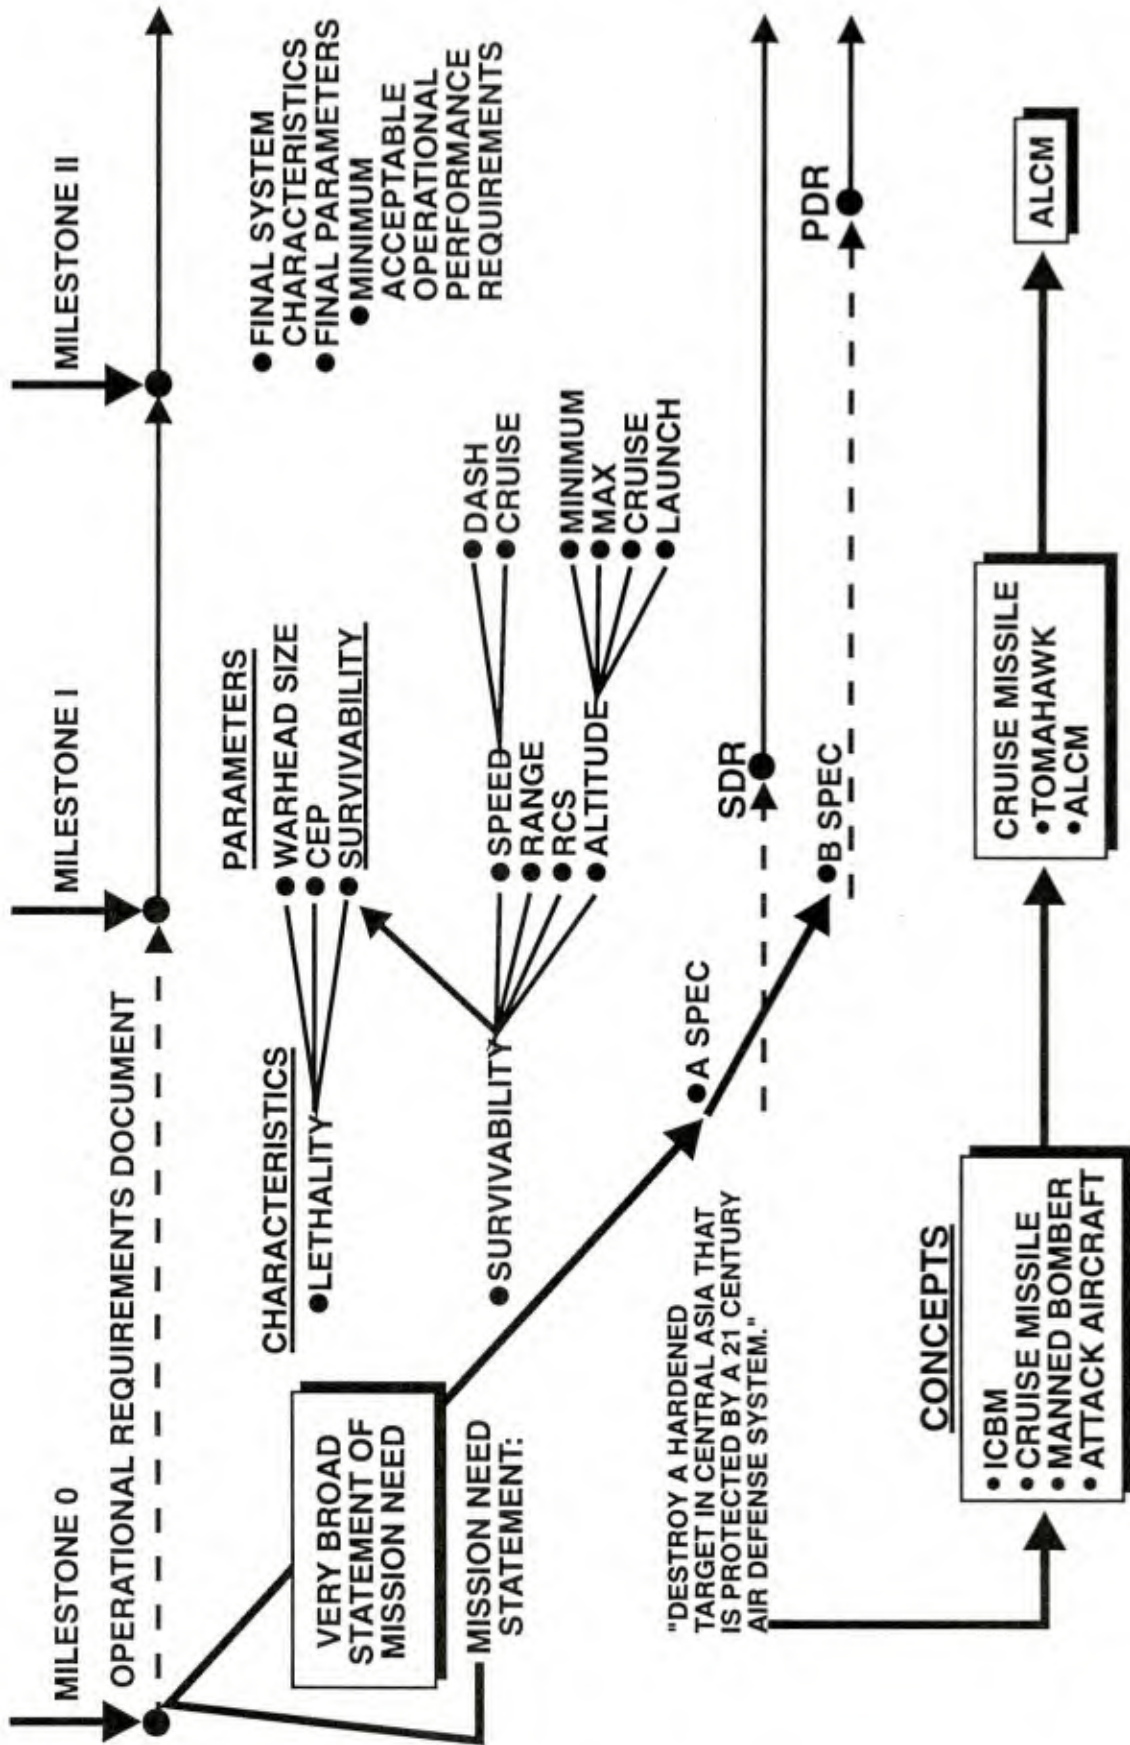 MILESTONE 0
MILESTONE I
MILESTONE II
OPERATIONAL REQUIREMENTS DOCUMENT
VERY BROAD
STATEMENT OF
MISSION NEED
MISSION NEED
STATEMENT:
"DESTROY A HARDENED
TARGET IN CENTRAL ASIA THAT
IS PROTECTED BY A 21 CENTURY
AIR DEFENSE SYSTEM."
CHARACTERISTICS
●LETHALITY
●SURVIVABILITY
PARAMETERS
● WARHEAD SIZE
● CEP
● SURVIVABILITY
● SPEED
● RANGE
● RCS
● ALTITUDE
● DASH
● CRUISE
● MINIMUM
● MAX
● CRUISE
● LAUNCH
● FINAL SYSTEM
CHARACTERISTICS
● FINAL PARAMETERS
● MINIMUM
ACCEPTABLE
OPERATIONAL
PERFORMANCE
REQUIREMENTS
● A SPEC
SDR
● B SPEC
PDR
CONCEPTS
● ICBM
● CRUISE MISSILE
● MANNED BOMBER
● ATTACK AIRCRAFT
CRUISE MISSILE
● TOMAHAWK
● ALCM
ALCM